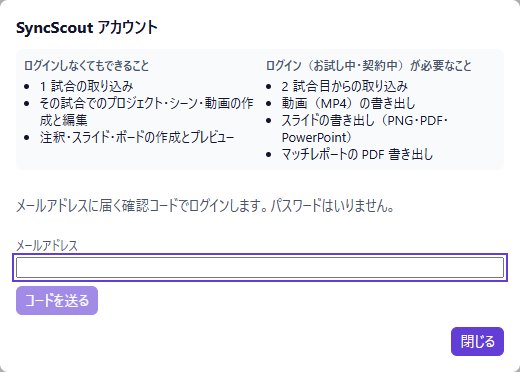 SyncScout アカウント
ログインしなくてもできること
• 1 試合の取り込み
• その試合でのプロジェクト・シーン・動画の作
成と編集
• 注釈・スライド・ボードの作成とプレビュー
ログイン（お試し中・契約中）が必要なこと
• 2 試合目からの取り込み
• 動画（MP4）の書き出し
• スライドの書き出し（PNG・PDF・
PowerPoint）
• マッチレポートの PDF 書き出し
メールアドレスに届く確認コードでログインします。パスワードはいりません。
メールアドレス
コードを送る
閉じる